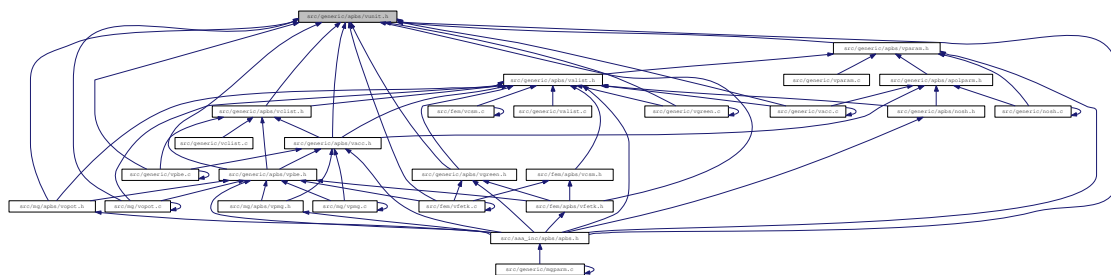 src/generic/apbs/vunit.h
src/generic/apbs/vparam.h
src/generic/apbs/valist.h
src/generic/vparam.c
src/generic/apbs/apolparm.h
src/generic/apbs/vclist.h
src/fem/vcsm.c
src/generic/valist.c
src/generic/vgreen.c
src/generic/vacc.c
src/generic/apbs/nosh.h
src/generic/nosh.c
src/generic/vclist.c
src/generic/apbs/vacc.h
src/generic/vpbe.c
src/generic/apbs/vpbe.h
src/generic/apbs/vgreen.h
src/fem/apbs/vcsm.h
src/mg/apbs/vopot.h
src/mg/vopot.c
src/mg/apbs/vpmg.h
src/mg/vpmg.c
src/fem/vfetk.c
src/fem/apbs/vfetk.h
src/aaa_inc/apbs/apbs.h
src/generic/mgparm.c